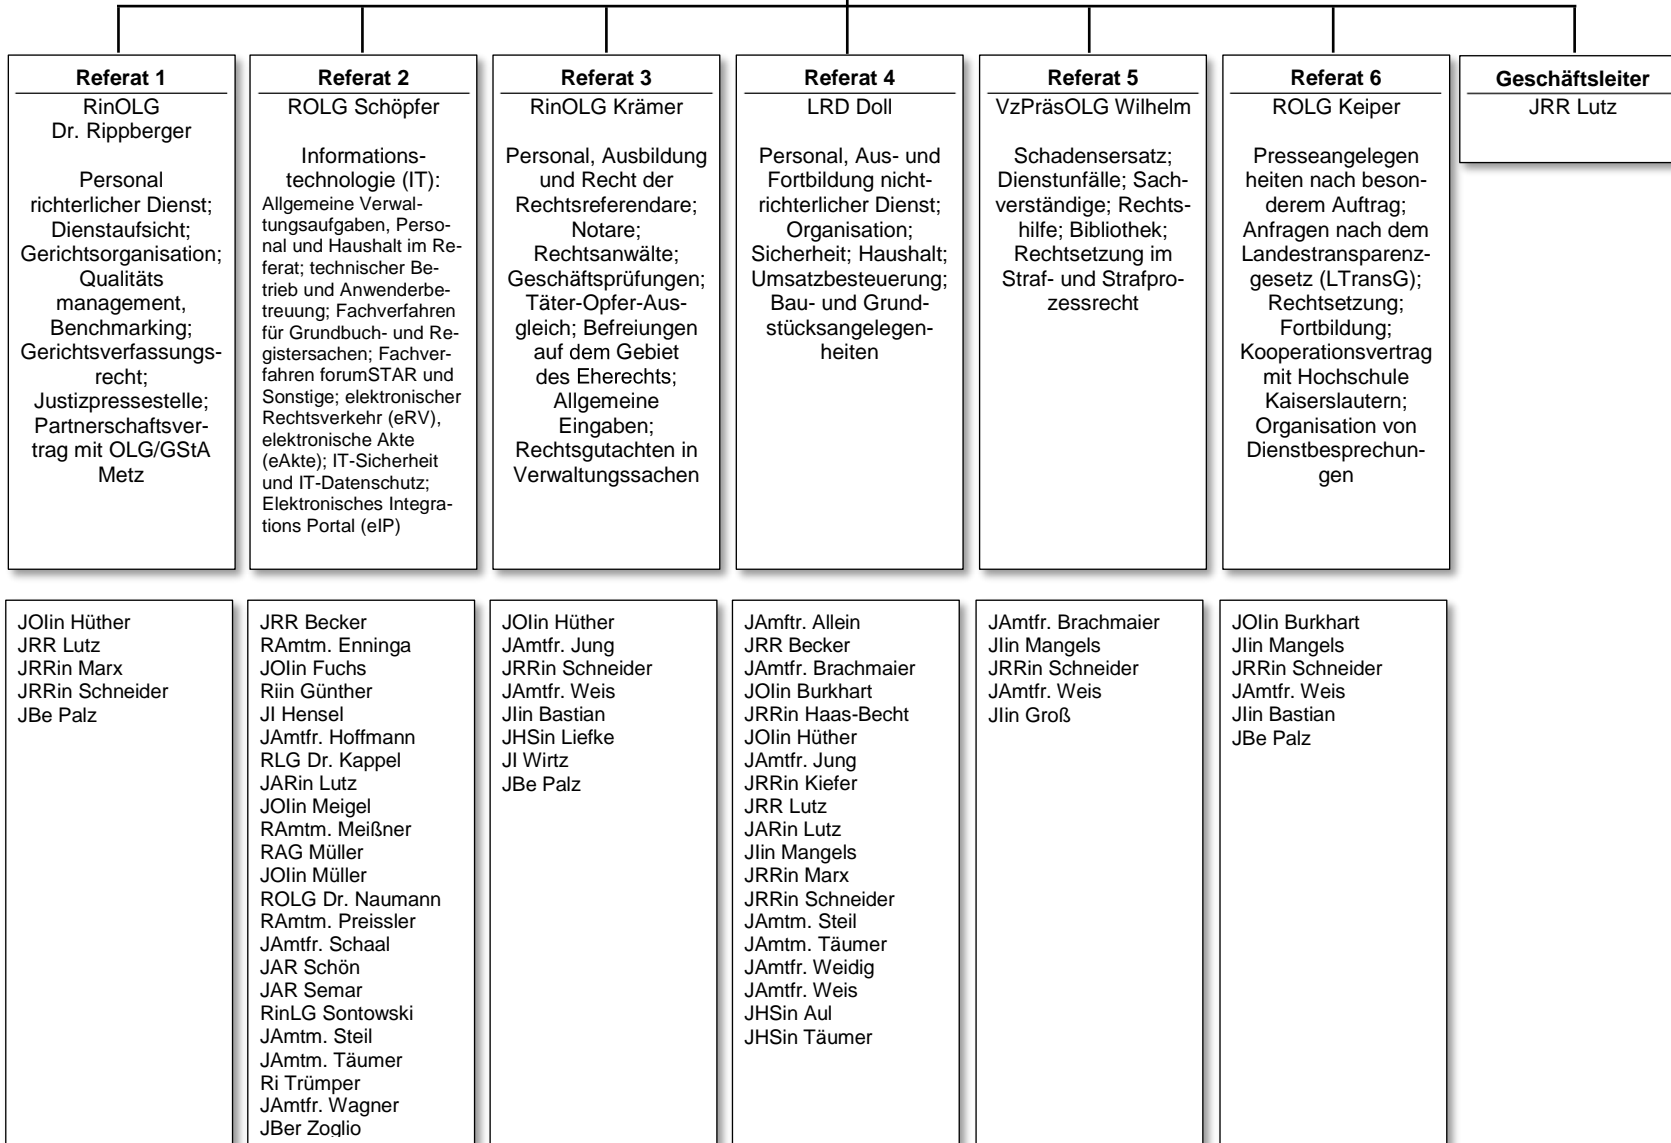 Referat 1
RinOLG
Dr. Rippberger
Personal
richterlicher Dienst;
Dienstaufsicht;
Gerichtsorganisation;
Qualitäts
management,
Benchmarking;
Gerichtsverfassungs-
recht;
Justizpressestelle;
Partnerschaftsver-
trag mit OLG/GStA
Metz
Referat 2
ROLG Schöpfer
Informations-
technologie (IT):
Allgemeine Verwal-
tungsaufgaben, Perso-
nal und Haushalt im Re-
ferat; technischer Be-
trieb und Anwenderbe-
treuung; Fachverfahren
für Grundbuch- und Re-
gistersachen; Fachver-
fahren forumSTAR und
Sonstige; elektronischer
Rechtsverkehr (eRV),
elektronische Akte
(eAkte); IT-Sicherheit
und IT-Datenschutz;
Elektronisches Integra-
tions Portal (eIP)
Referat 3
RinOLG Krämer
Personal, Ausbildung
und Recht der
Rechtsreferendare;
Notare;
Rechtsanwälte;
Geschäftsprüfungen;
Täter-Opfer-Aus-
gleich; Befreiungen
auf dem Gebiet
des Eherechts;
Allgemeine
Eingaben;
Rechtsgutachten in
Verwaltungssachen
Referat 4
LRD Doll
Personal, Aus- und
Fortbildung nicht-
richterlicher Dienst;
Organisation;
Sicherheit; Haushalt;
Umsatzbesteuerung;
Bau- und Grund-
stücksangelegen-
heiten
Referat 5
VzPräsOLG Wilhelm
Schadensersatz;
Dienstunfälle; Sach-
verständige; Rechts-
hilfe; Bibliothek;
Rechtsetzung im
Straf- und Strafpro-
zessrecht
Referat 6
ROLG Keiper
Presseangelegen
heiten nach beson-
derem Auftrag;
Anfragen nach dem
Landestransparenz-
gesetz (LTransG);
Rechtsetzung;
Fortbildung;
Kooperationsvertrag
mit Hochschule
Kaiserslautern;
Organisation von
Dienstbesprechun-
gen
Geschäftsleiter
JRR Lutz
JOIin Hüther
JRR Lutz
JRRin Marx
JRRin Schneider
JBe Palz
JRR Becker
RAmtm. Enninga
JOIin Fuchs
Riin Günther
JI Hensel
JAmtfr. Hoffmann
RLG Dr. Kappel
JARin Lutz
JOIin Meigel
RAmtm. Meißner
RAG Müller
JOIin Müller
ROLG Dr. Naumann
RAmtm. Preissler
JAmtfr. Schaal
JAR Schön
JAR Semar
RinLG Sontowski
JAmtm. Steil
JAmtm. Täumer
Ri Trümper
JAmtfr. Wagner
JBer Zoglio
JOIin Hüther
JAmtfr. Jung
JRRin Schneider
JAmtfr. Weis
JIin Bastian
JHSin Liefke
JI Wirtz
JBe Palz
JAmftr. Allein
JRR Becker
JAmtfr. Brachmaier
JOIin Burkhart
JRRin Haas-Becht
JOIin Hüther
JAmtfr. Jung
JRRin Kiefer
JRR Lutz
JARin Lutz
JIin Mangels
JRRin Marx
JRRin Schneider
JAmtm. Steil
JAmtm. Täumer
JAmtfr. Weidig
JAmtfr. Weis
JHSin Aul
JHSin Täumer
JAmtfr. Brachmaier
JIin Mangels
JRRin Schneider
JAmtfr. Weis
JIin Groß
JOIin Burkhart
JIin Mangels
JRRin Schneider
JAmtfr. Weis
JIin Bastian
JBe Palz